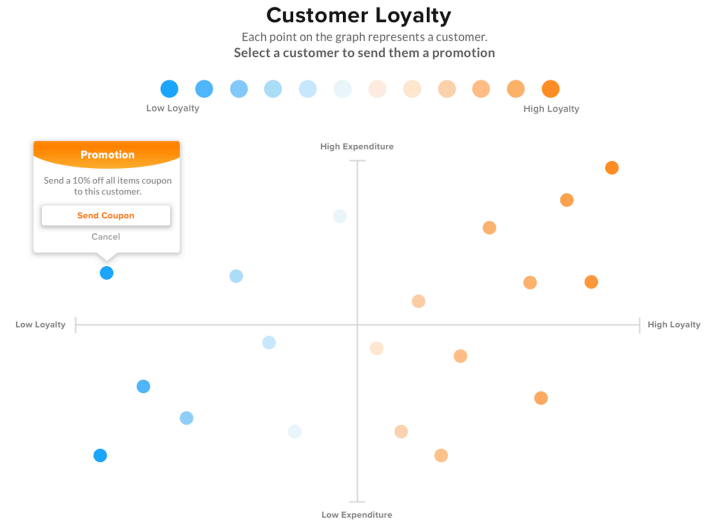 Customer Loyalty
Each point on the graph represents a customer.
Select a customer to send them a promotion
Low Loyalty
High Loyalty
High Expenditure
Promotion
Send a 10% off all items coupon
to this customer.
Send Coupon
Cancel
Low Loyalty
High Loyalty
Low Expenditure